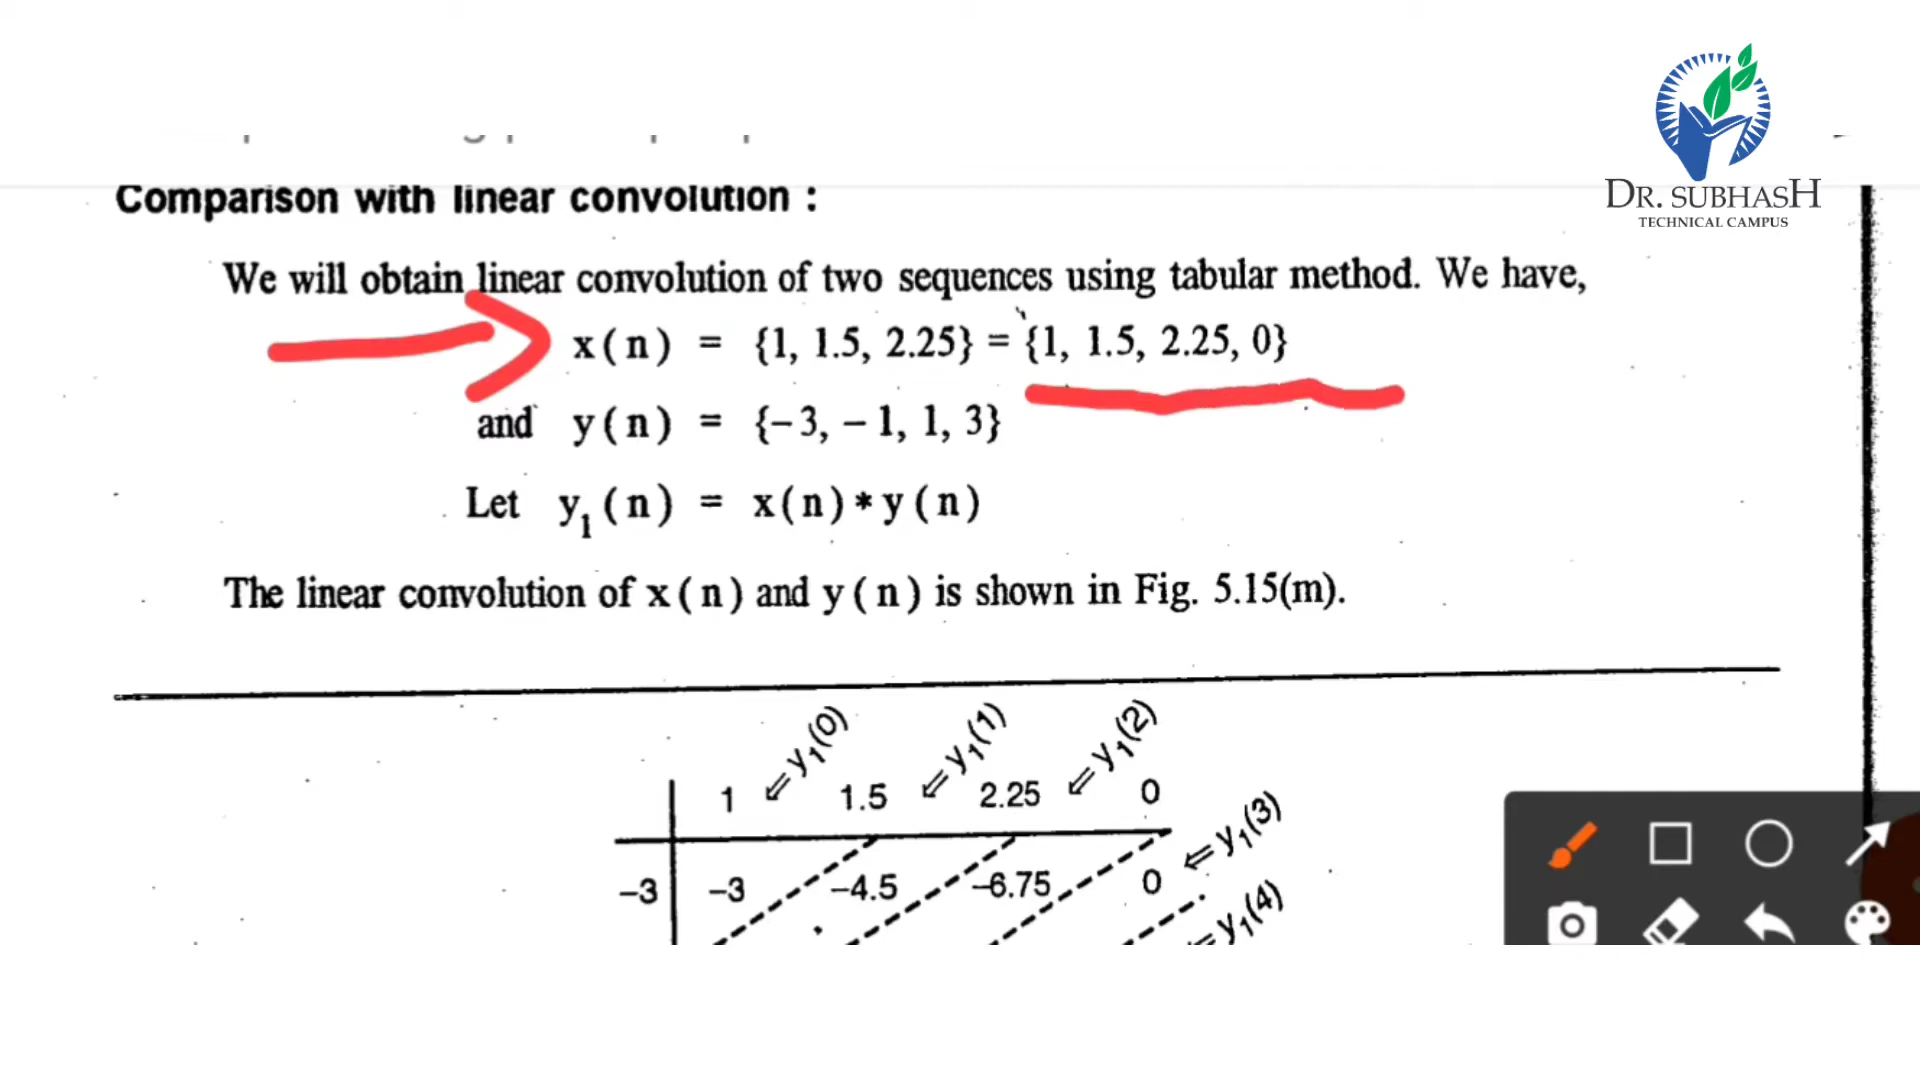 DR. SUBHASH
TECHNICAL CAMPUS
Comparison with linear convolution :
We will obtain linear convolution of two sequences using tabular method. We have,
x(n) = {1, 1.5, 2.25} = {1, 1.5, 2.25, 0}
and y(n) = {-3, -1, 1, 3}
Let y₁(n) = x(n)*y(n)
The linear convolution of x(n) and y(n) is shown in Fig. 5.15(m).
1 ⇐y₁(0) 1.5 ⇐y₁(1) 2.25 ⇐y₁(2) 0
⇐y₁(3)
-3 -3 -4.5 -6.75 0
⇐y₁(4)